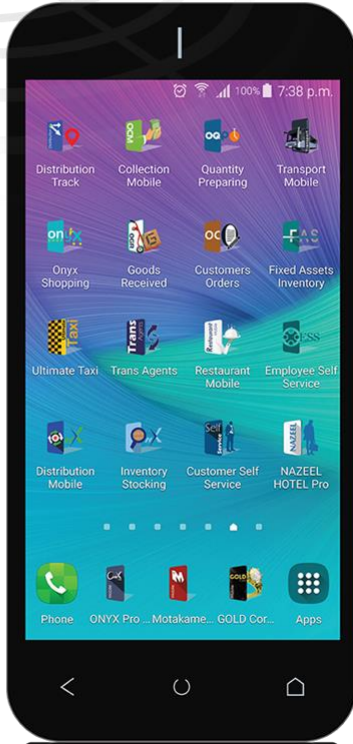 100% 7:38 p.m.
Distribution Track
Collection Mobile
Quantity Preparing
Transport Mobile
Onyx Shopping
Goods Received
Customers Orders
Fixed Assets Inventory
Ultimate Taxi
Trans Agents
Restaurant Mobile
Employee Self Service
Distribution Mobile
Inventory Stocking
Customer Self Service
NAZEEL HOTEL Pro
Phone
ONYX Pro ...
Motakame...
GOLD Cor...
Apps